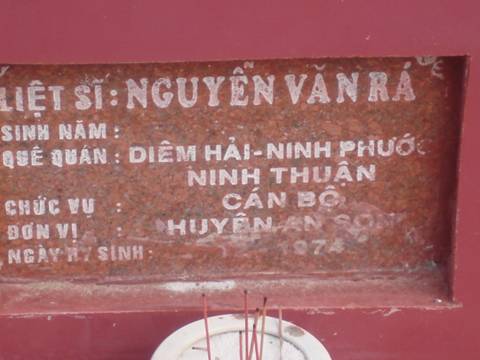 LIỆT SĨ : NGUYỄN VĂN RÁ
SINH NĂM :
QUÊ QUÁN : DIÊM HẢI-NINH PHƯỚC
NINH THUẬN
CHỨC VỤ : CÁN BỘ
ĐƠN VỊ : HUYỆN AN SƠN
NGÀY HY SINH : 1974